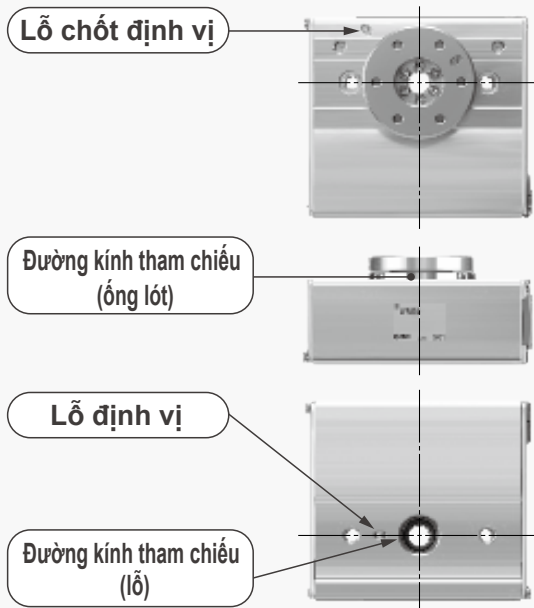 Lỗ chốt định vị
Đường kính tham chiếu
(ống lót)
Lỗ định vị
Đường kính tham chiếu
(lỗ)